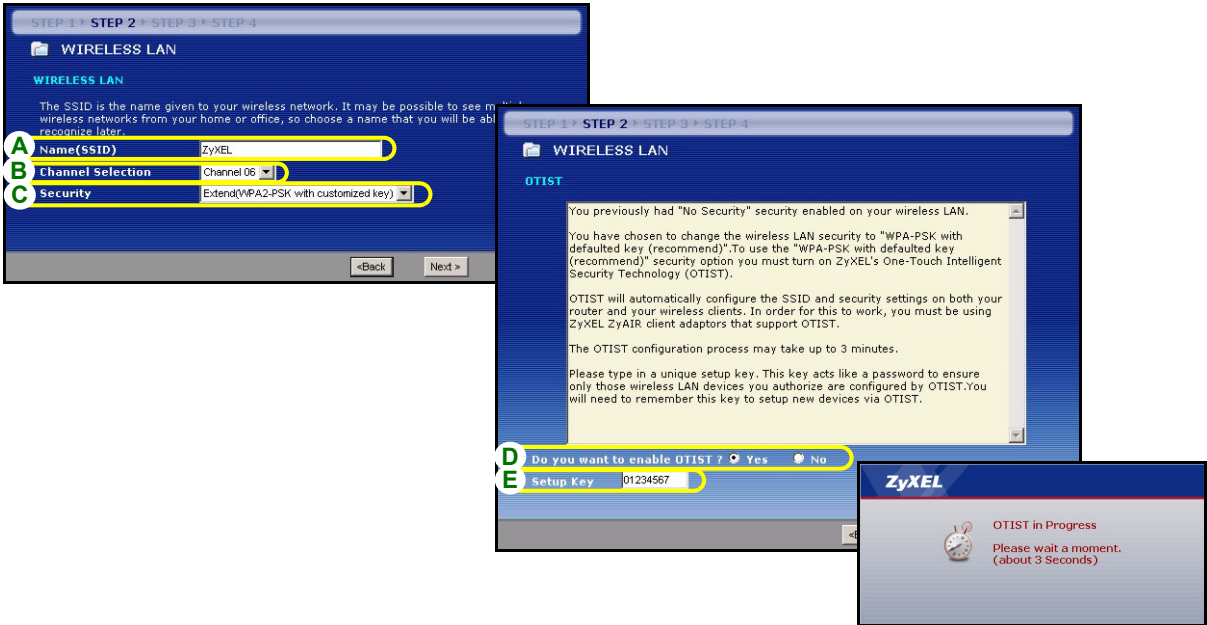 STEP 1 STEP 2 STEP 3 STEP 4
WIRELESS LAN
WIRELESS LAN
The SSID is the name given to your wireless network. It may be possible to see
wireless networks from your home or office, so choose a name that you will be
recognize later.
A Name(SSID) ZyXEL
B Channel Selection Channel 06
C Security Extend(WPA2-PSK with customized key)
«Back Next »
STEP 1 STEP 2 STEP 3 STEP 4
WIRELESS LAN
OTIST
You previously had "No Security" security enabled on your wireless LAN.
You have chosen to change the wireless LAN security to "WPA-PSK with
defaulted key (recommend)".To use the "WPA-PSK with defaulted key
(recommend)" security option you must turn on ZyXEL's One-Touch Intelligent
Security Technology (OTIST).
OTIST will automatically configure the SSID and security settings on both your
router and your wireless clients. In order for this to work, you must be using
ZyXEL ZyAIR client adaptors that support OTIST.
The OTIST configuration process may take up to 3 minutes.
Please type in a unique setup key. This key acts like a password to ensure
only those wireless LAN devices you authorize are configured by OTIST.You
will need to remember this key to setup new devices via OTIST.
D Do you want to enable OTIST ? Yes No
E Setup Key 01234567
ZyXEL
OTIST in Progress
Please wait a moment.
(about 3 Seconds)